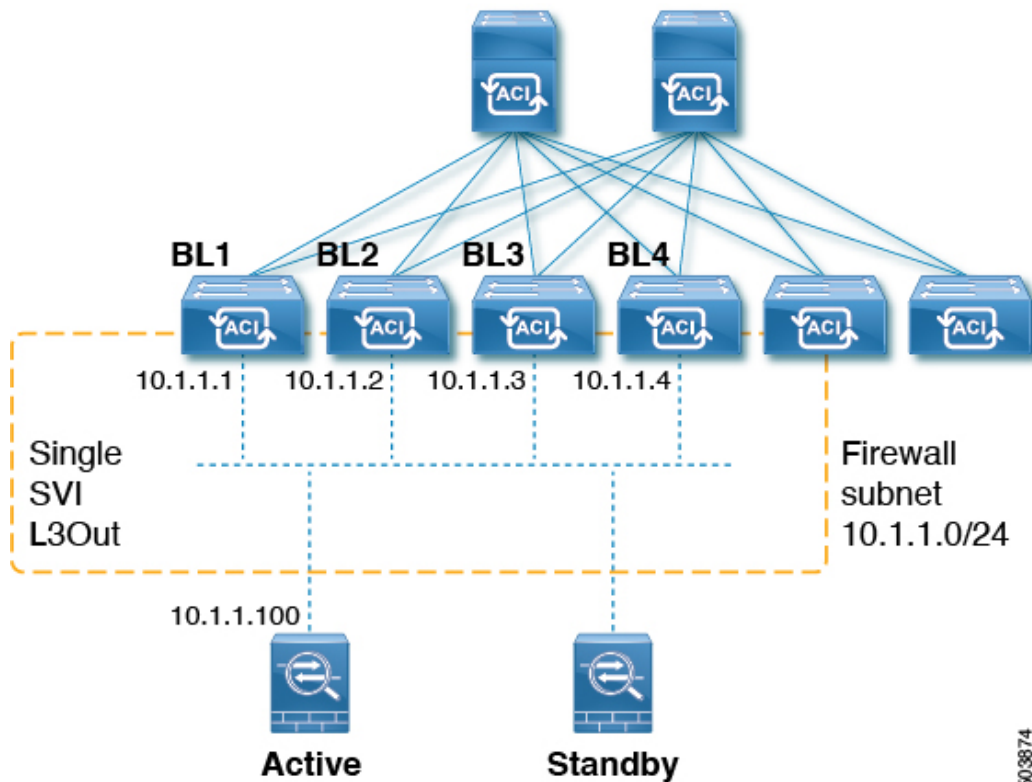 ACI
ACI
BL1
BL2
BL3
BL4
ACI
ACI
ACI
ACI
ACI
ACI
10.1.1.1
10.1.1.2
10.1.1.3
10.1.1.4
Single
SVI
L3Out
Firewall
subnet
10.1.1.0/24
10.1.1.100
Active
Standby